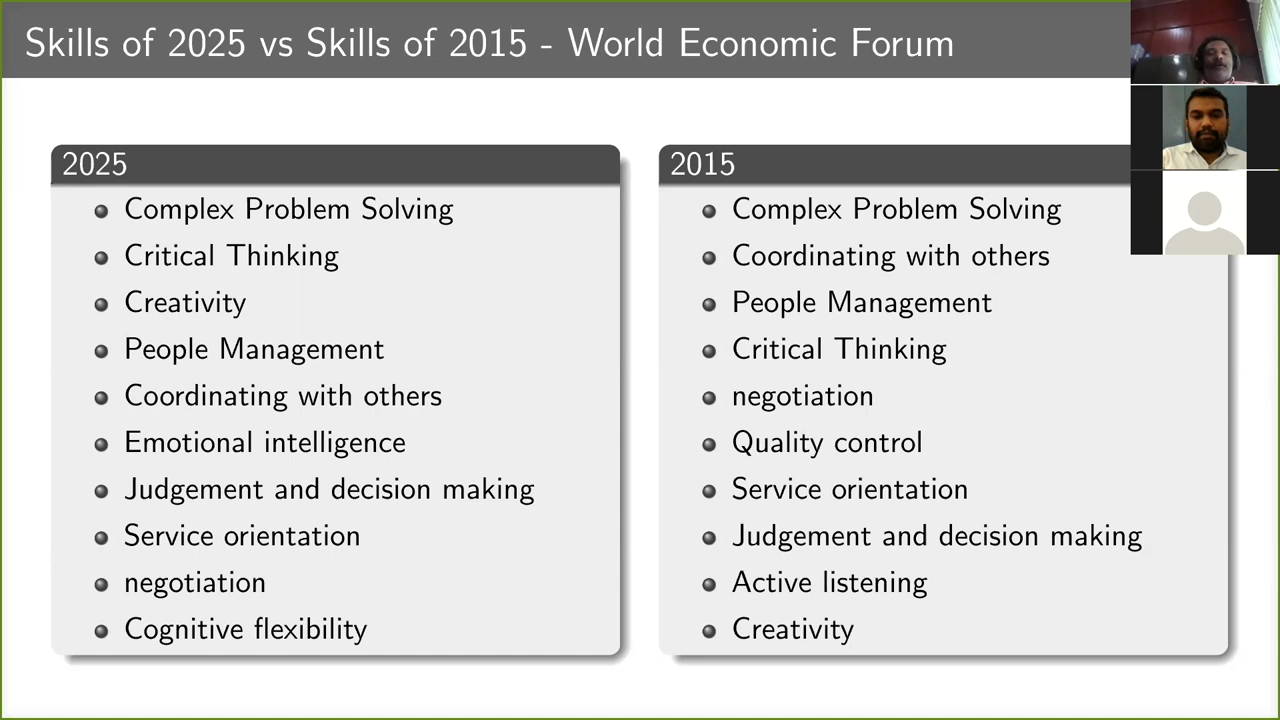 Skills of 2025 vs Skills of 2015 - World Economic Forum
2025
Complex Problem Solving
Critical Thinking
Creativity
People Management
Coordinating with others
Emotional intelligence
Judgement and decision making
Service orientation
negotiation
Cognitive flexibility
2015
Complex Problem Solving
Coordinating with others
People Management
Critical Thinking
negotiation
Quality control
Service orientation
Judgement and decision making
Active listening
Creativity